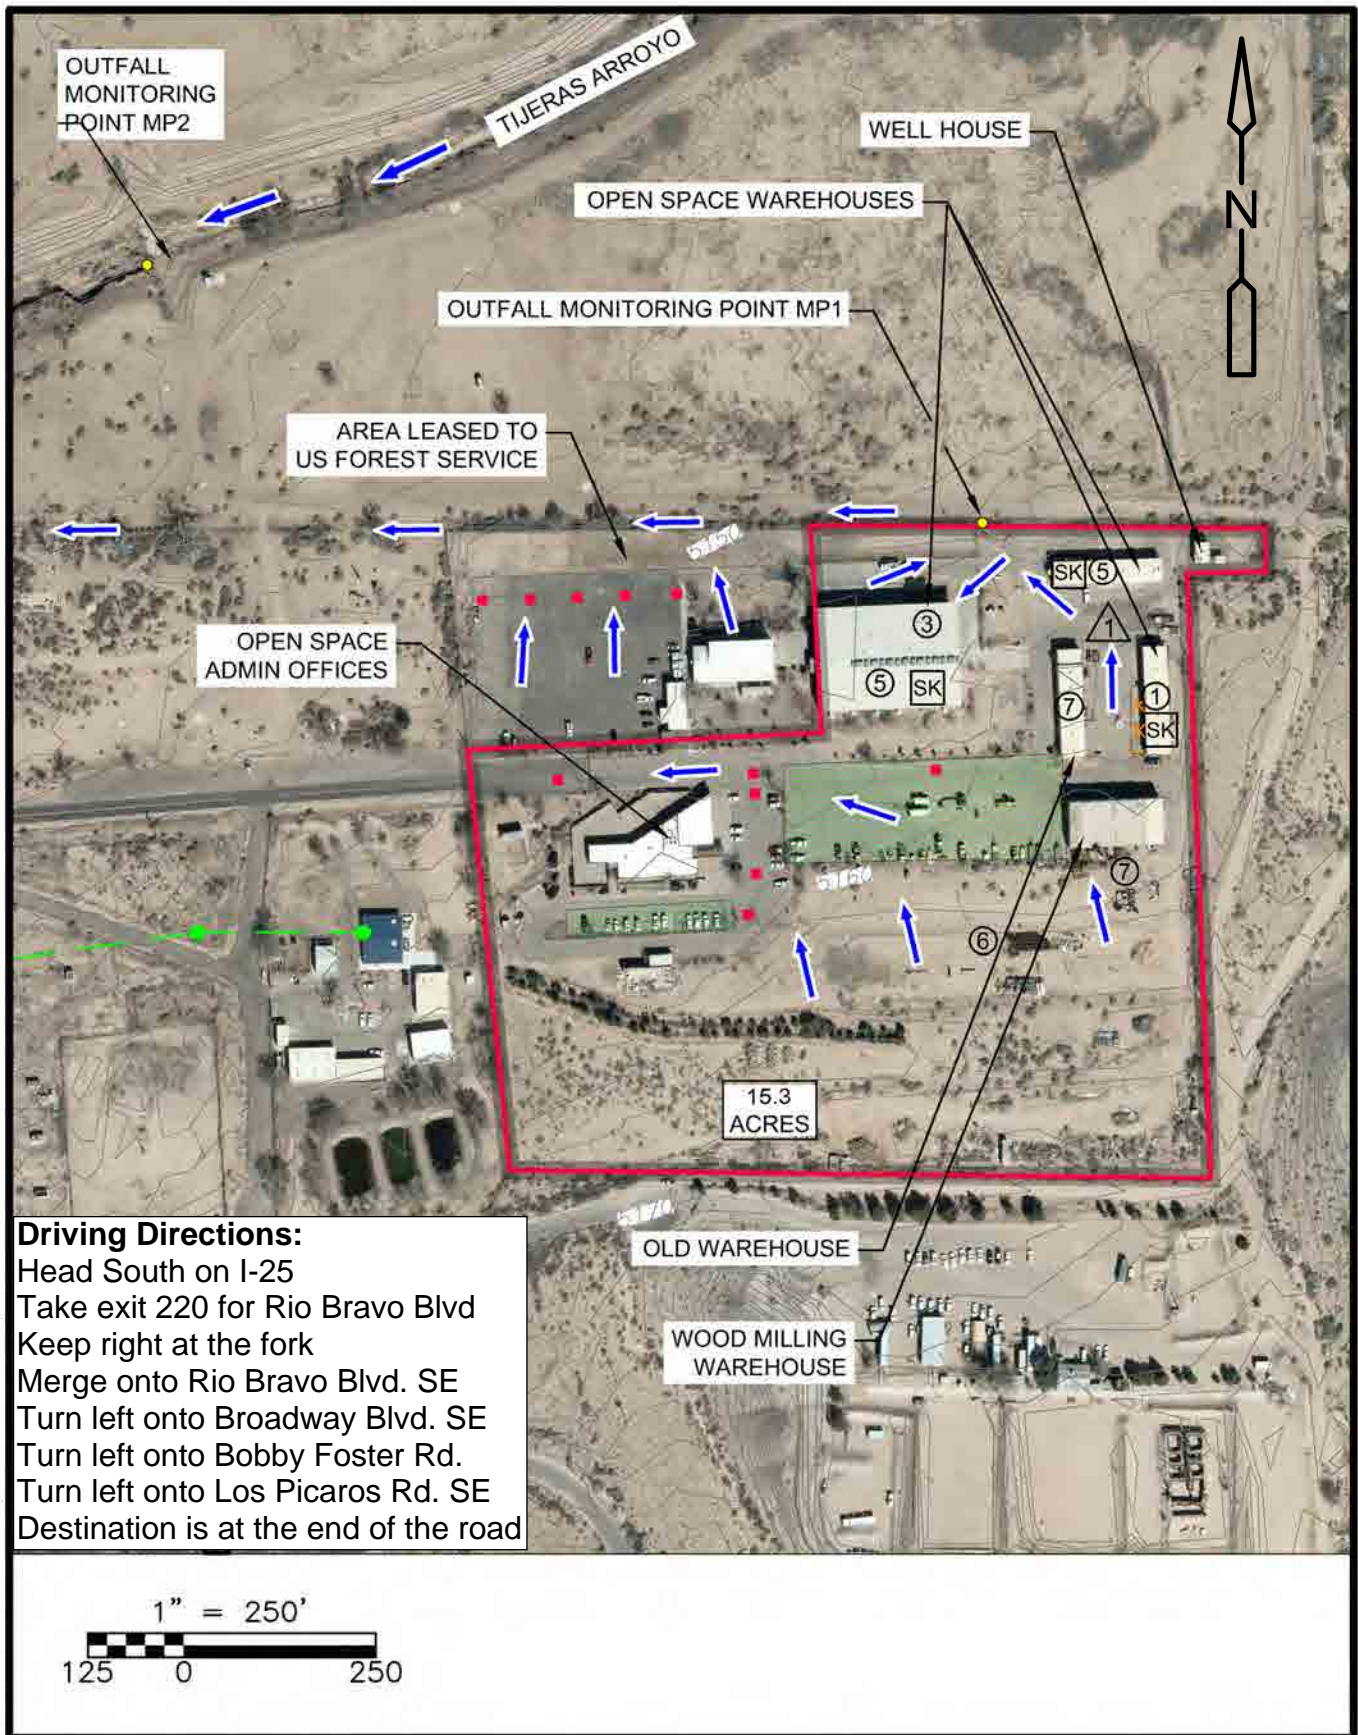 OUTFALL
MONITORING
POINT MP2
TIJERAS ARROYO
WELL HOUSE
OPEN SPACE WAREHOUSES
N
OUTFALL MONITORING POINT MP1
AREA LEASED TO
US FOREST SERVICE
5150
SK 5
3
1
OPEN SPACE
ADMIN OFFICES
5 SK
7
1
SK
5150
7
6
15.3
ACRES
5170
OLD WAREHOUSE
WOOD MILLING
WAREHOUSE
Driving Directions:
Head South on I-25
Take exit 220 for Rio Bravo Blvd
Keep right at the fork
Merge onto Rio Bravo Blvd. SE
Turn left onto Broadway Blvd. SE
Turn left onto Bobby Foster Rd.
Turn left onto Los Picaros Rd. SE
Destination is at the end of the road
1" = 250'
125 0 250